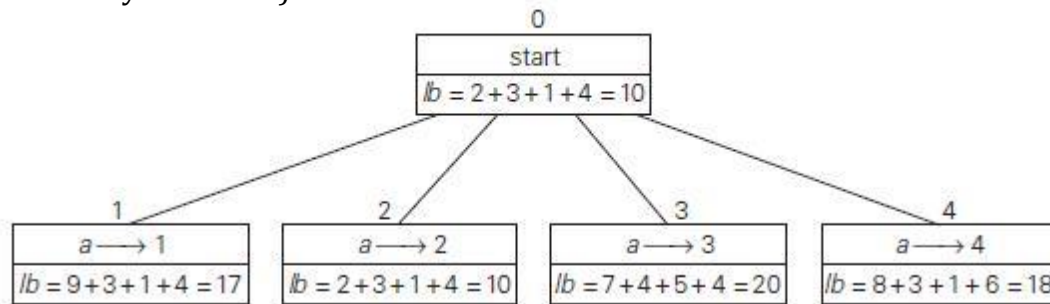 0
start
lb = 2+3+1+4 = 10
1 2 3 4
a → 1 a → 2 a → 3 a → 4
lb = 9+3+1+4 = 17 lb = 2+3+1+4 = 10 lb = 7+4+5+4 = 20 lb = 8+3+1+6 = 18